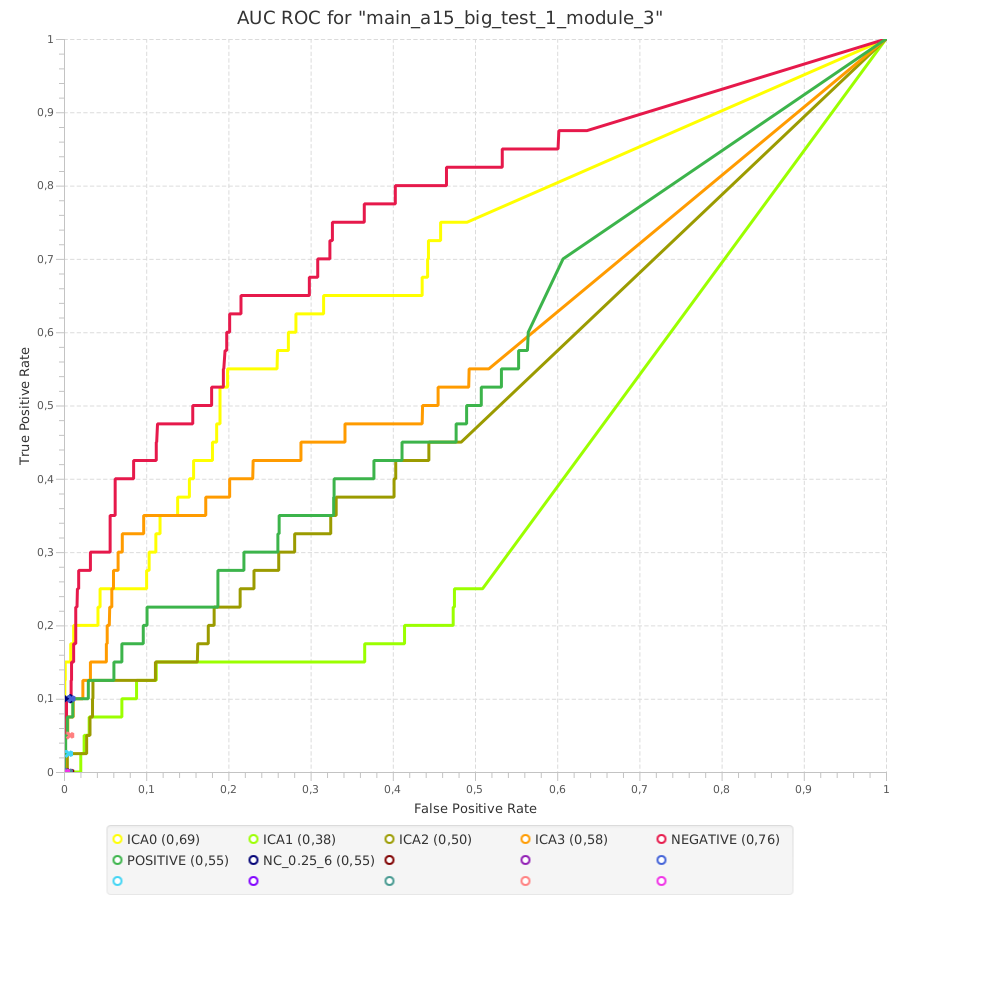 AUC ROC for "main_a15_big_test_1_module_3"
1
0,9
0,8
0,7
0,6
0,5
0,4
0,3
0,2
0,1
0
True Positive Rate
0 0,1 0,2 0,3 0,4 0,5 0,6 0,7 0,8 0,9 1
False Positive Rate
ICA0 (0,69) ICA1 (0,38) ICA2 (0,50) ICA3 (0,58) NEGATIVE (0,76)
POSITIVE (0,55) NC_0.25_6 (0,55)